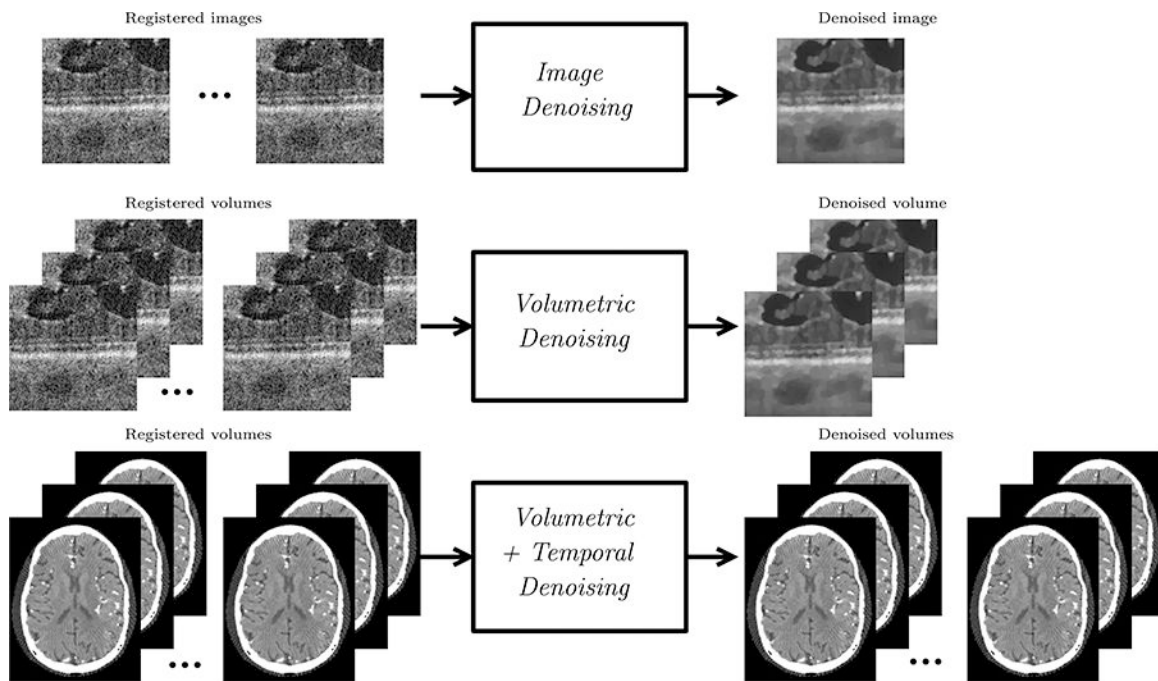 Registered images
Denoised image
Image
Denoising
Registered volumes
Denoised volume
Volumetric
Denoising
Registered volumes
Denoised volumes
Volumetric
+ Temporal
Denoising